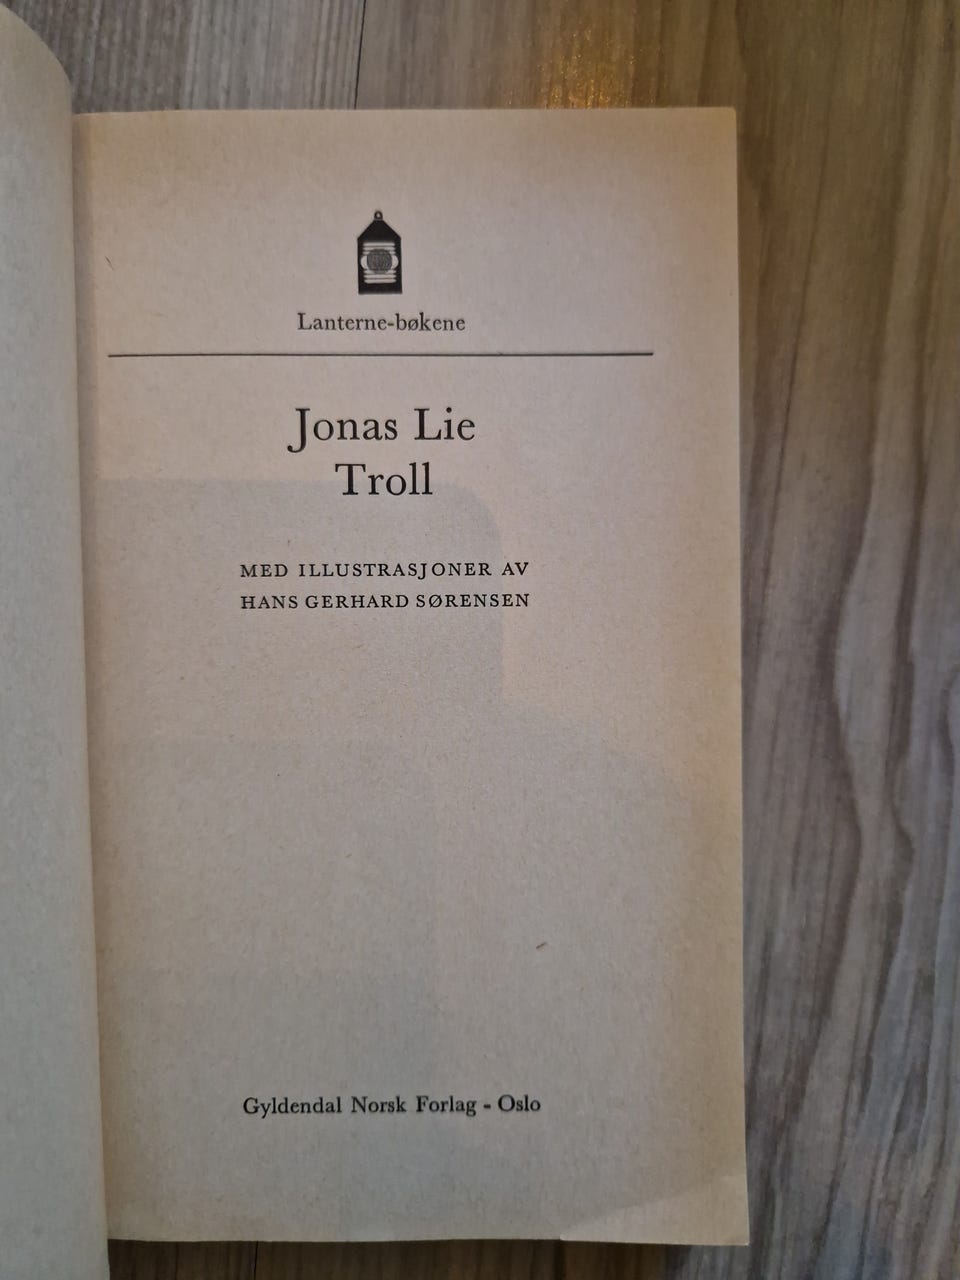 Lanterne-bøkene
Jonas Lie
Troll
MED ILLUSTRASJONER AV
HANS GERHARD SØRENSEN
Gyldendal Norsk Forlag - Oslo